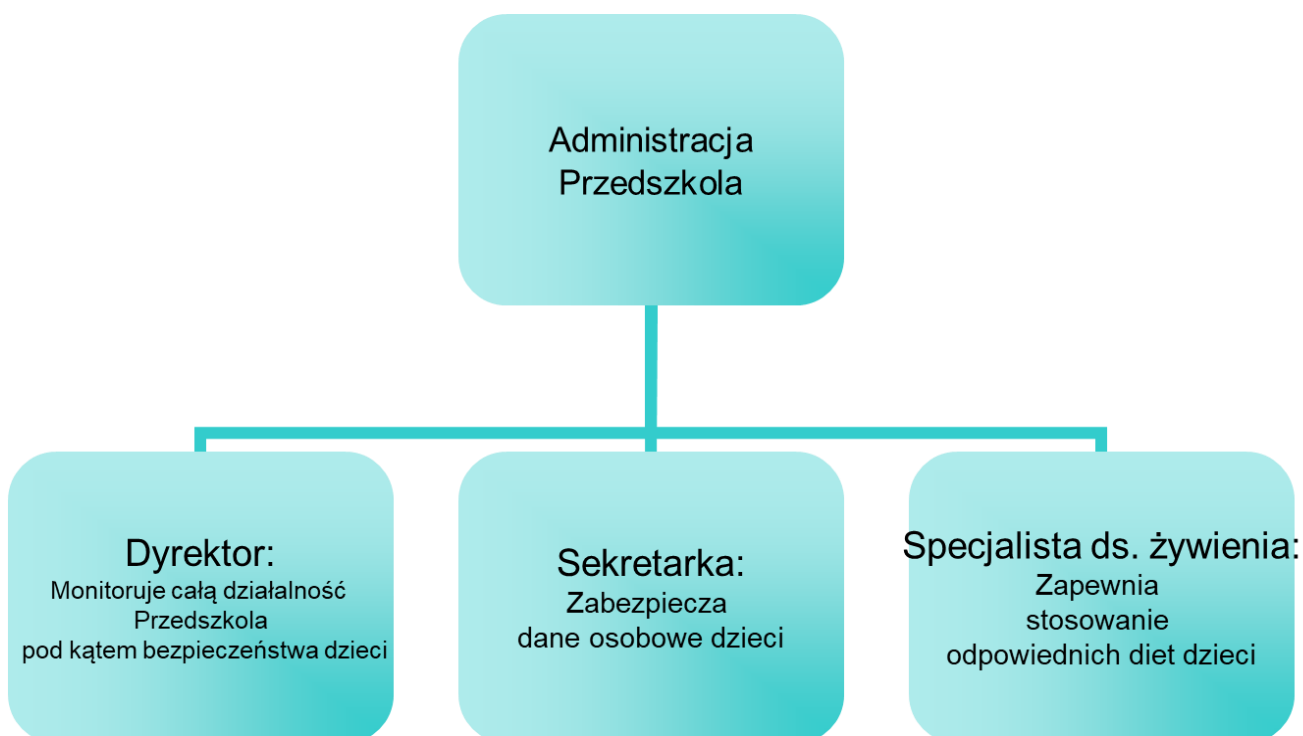 Administracja
Przedszkola
Dyrektor:
Monitoruje całą działalność
Przedszkola
pod kątem bezpieczeństwa dzieci
Sekretarka:
Zabezpiecza
dane osobowe dzieci
Specjalista ds. żywienia:
Zapewnia
stosowanie
odpowiednich diet dzieci